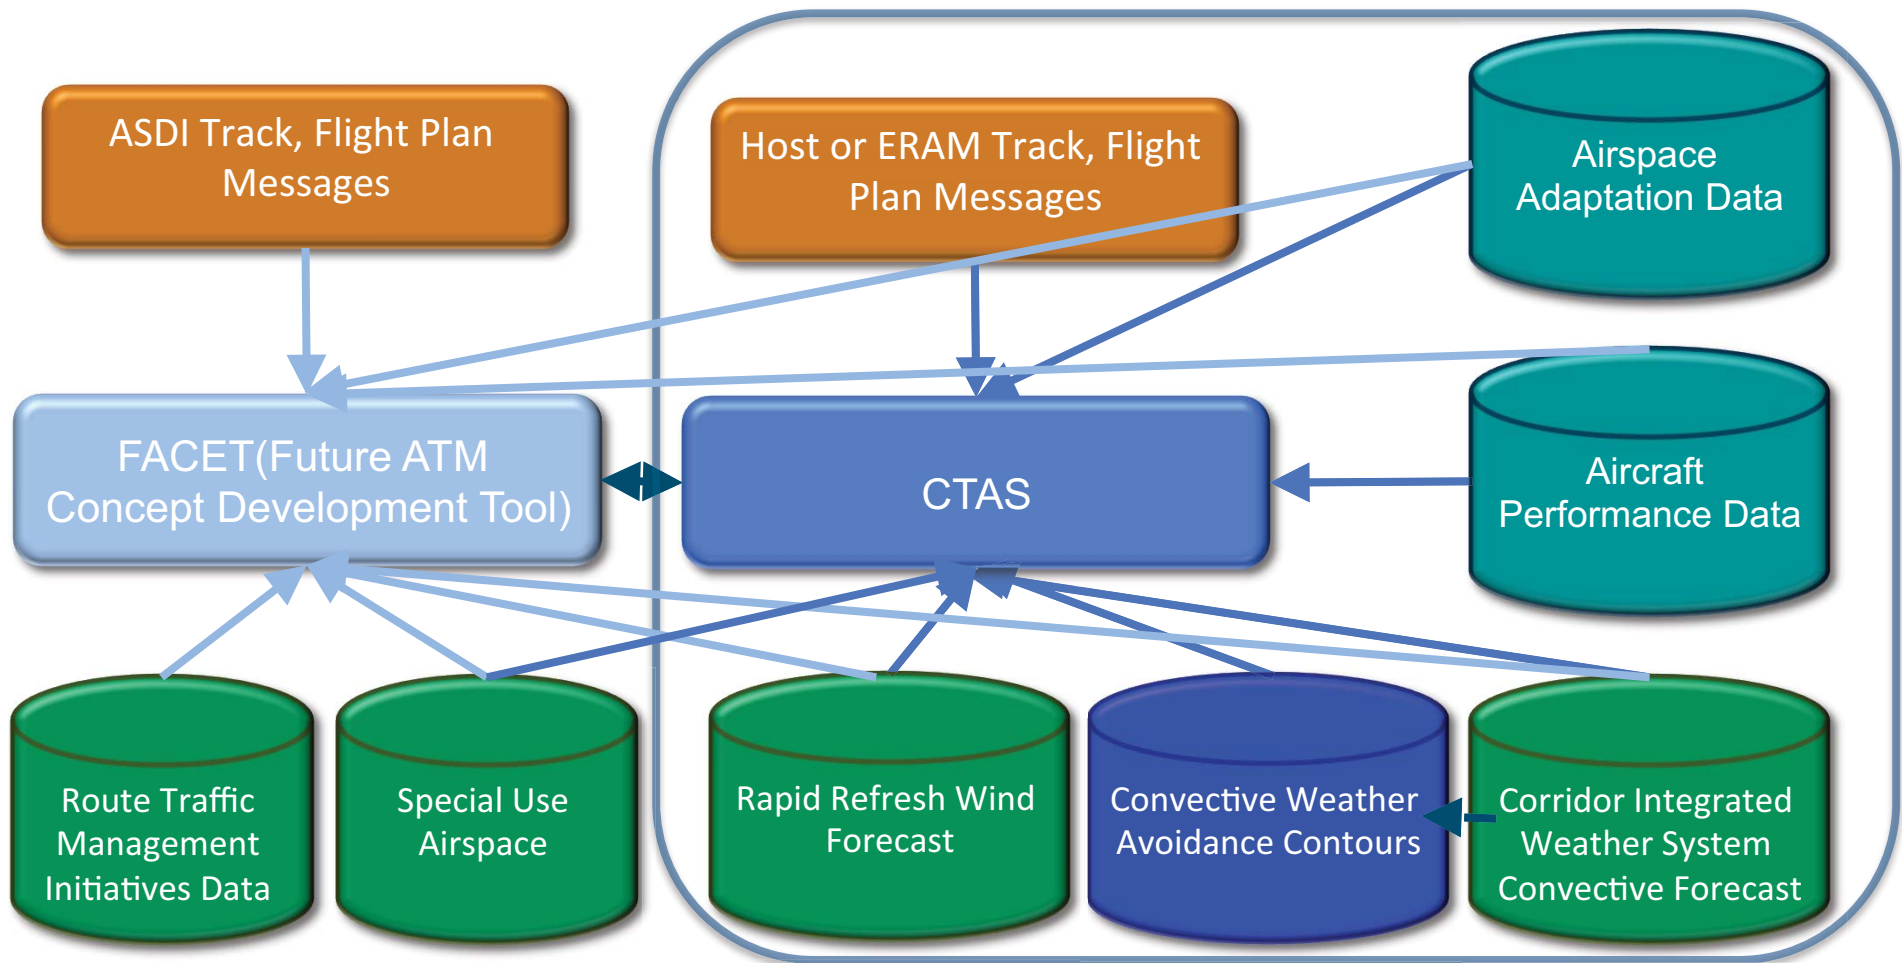 ASDI Track, Flight Plan
Messages
Host or ERAM Track, Flight
Plan Messages
Airspace
Adaptation Data
FACET(Future ATM
Concept Development Tool)
CTAS
Aircraft
Performance Data
Route Traffic
Management
Initiatives Data
Special Use
Airspace
Rapid Refresh Wind
Forecast
Convective Weather
Avoidance Contours
Corridor Integrated
Weather System
Convective Forecast